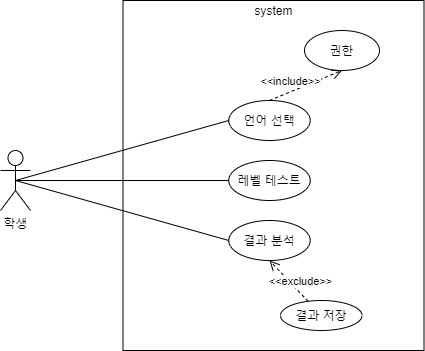 system
권한
<<include>>
언어 선택
레벨 테스트
학생
결과 분석
<<exclude>>
결과 저장